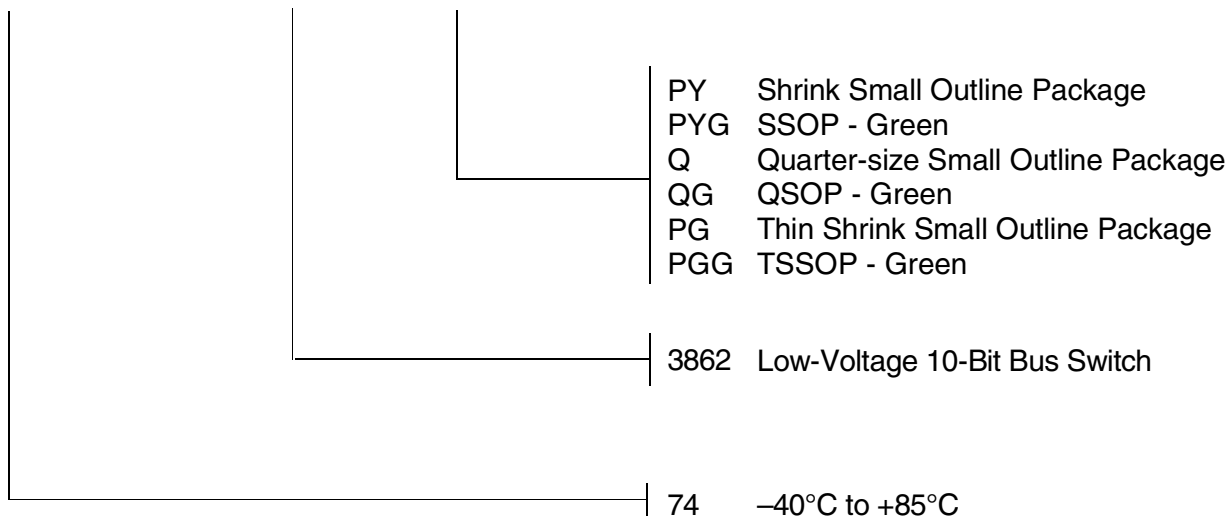 PY Shrink Small Outline Package
PYG SSOP - Green
Q Quarter-size Small Outline Package
QG QSOP - Green
PG Thin Shrink Small Outline Package
PGG TSSOP - Green
3862 Low-Voltage 10-Bit Bus Switch
74 –40°C to +85°C